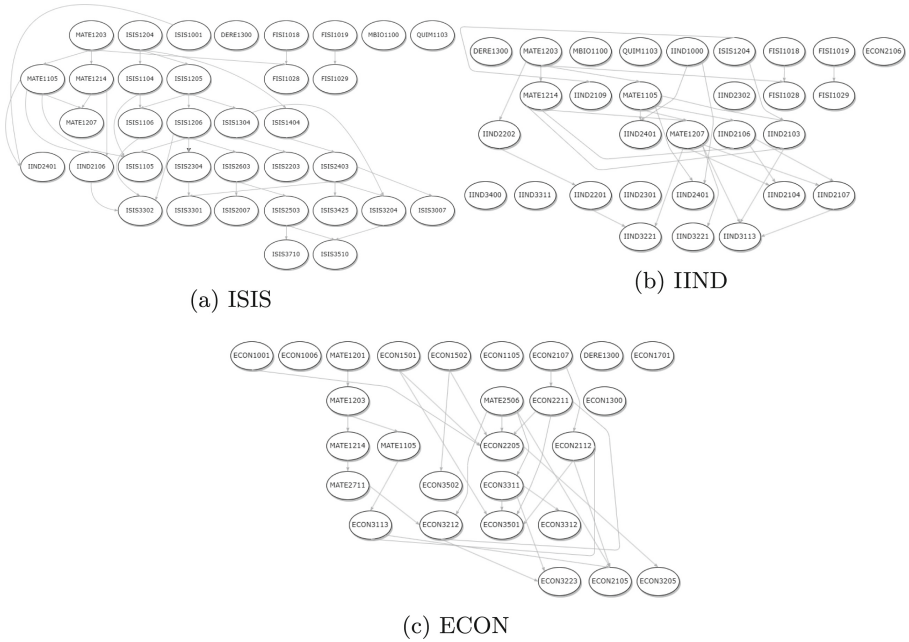 MATE1203 ISIS1204 ISIS1001 DERE1300 FISI1018 FISI1019 MBIO1100 QUIM1103
MATE1105 MATE1214 ISIS1104 ISIS1205 FISI1028 FISI1029
MATE1207 ISIS1106 ISIS1206 ISIS1304 ISIS1404
IIND2401 IIND2106 ISIS1105 ISIS2304 ISIS2603 ISIS2203 ISIS2403
ISIS3302 ISIS3301 ISIS2007 ISIS2503 ISIS3425 ISIS3204 ISIS3007
ISIS3710 ISIS3510
(a) ISIS
DERE1300 MATE1203 MBIO1100 QUIM1103 IIND1000 ISIS1204 FISI1018 FISI1019 ECON2106
MATE1214 IIND2109 MATE1105 IIND2302 FISI1028 FISI1029
IIND2202 IIND2401 MATE1207 IIND2106 IIND2103
IIND3400 IIND3311 IIND2201 IIND2301 IIND2401 IIND2104 IIND2107
IIND3221 IIND3221 IIND3113
(b) IIND
ECON1001 ECON1006 MATE1201 ECON1501 ECON1502 ECON1105 ECON2107 DERE1300 ECON1701
MATE1203 MATE2506 ECON2211 ECON1300
MATE1214 MATE1105 ECON2205 ECON2112
MATE2711 ECON3502 ECON3311
ECON3113 ECON3212 ECON3501 ECON3312
ECON3223 ECON2105 ECON3205
(c) ECON